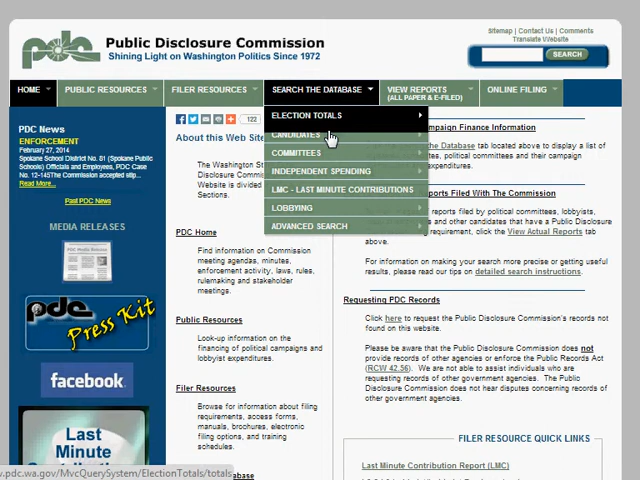 Sitemap | Contact Us | Comments
Translate Website
pdc
Public Disclosure Commission
Shining Light on Washington Politics Since 1972
SEARCH
HOME
PUBLIC RESOURCES
FILER RESOURCES
SEARCH THE DATABASE
VIEW REPORTS
(ALL PAPER & E-FILED)
ONLINE FILING
ELECTION TOTALS
CANDIDATES
COMMITTEES
INDEPENDENT SPENDING
LMC - LAST MINUTE CONTRIBUTIONS
LOBBYING
ADVANCED SEARCH
PDC News
ENFORCEMENT
February 27, 2014
Spokane School District No. 81 (Spokane
Public Schools) Officials and Employees, PDC
Case No. 12-145The Commission accepted stip...
Read More...
Past PDC News
MEDIA RELEASES
pdc
Press Kit
facebook
Last
Minute
122
About this Web Site
The Washington St
Disclosure Commiss
Website is divided
Sections.
PDC Home
Find information on
Commission meeting
agendas, minutes,
enforcement activity,
laws, rules, rulemaking
and stakeholder
meetings.
Public Resources
Look-up information on the
financing of political
campaigns and lobbyist
expenditures.
Filer Resources
Browse for information
about filing requirements,
access forms, manuals,
brochures, electronic filing
options, and training
schedules.
Database
ampaign Finance Information
the Database tab located above to display a list of
, political committees and their campaign
eports Filed With The Commission
reports filed by political committees, lobbyists,
and other candidates that have a Public Disclosure
requirement, click the View Actual Reports tab
above.
For information on making your search more precise or getting
useful results, please read our tips on detailed search instructions.
Requesting PDC Records
Click here to request the Public Disclosure Commission's records not
found on this website.
Please be aware that the Public Disclosure Commission does not
provide records of other agencies or enforce the Public Records Act
(RCW 42.56). We are not able to assist individuals who are
requesting records of other government agencies. The Public
Disclosure Commission does not hear disputes concerning records of
other government agencies.
FILER RESOURCE QUICK LINKS
Last Minute Contribution Report (LMC)
w.pdc.wa.gov/MvcQuerySystem/ElectionTotals/totals